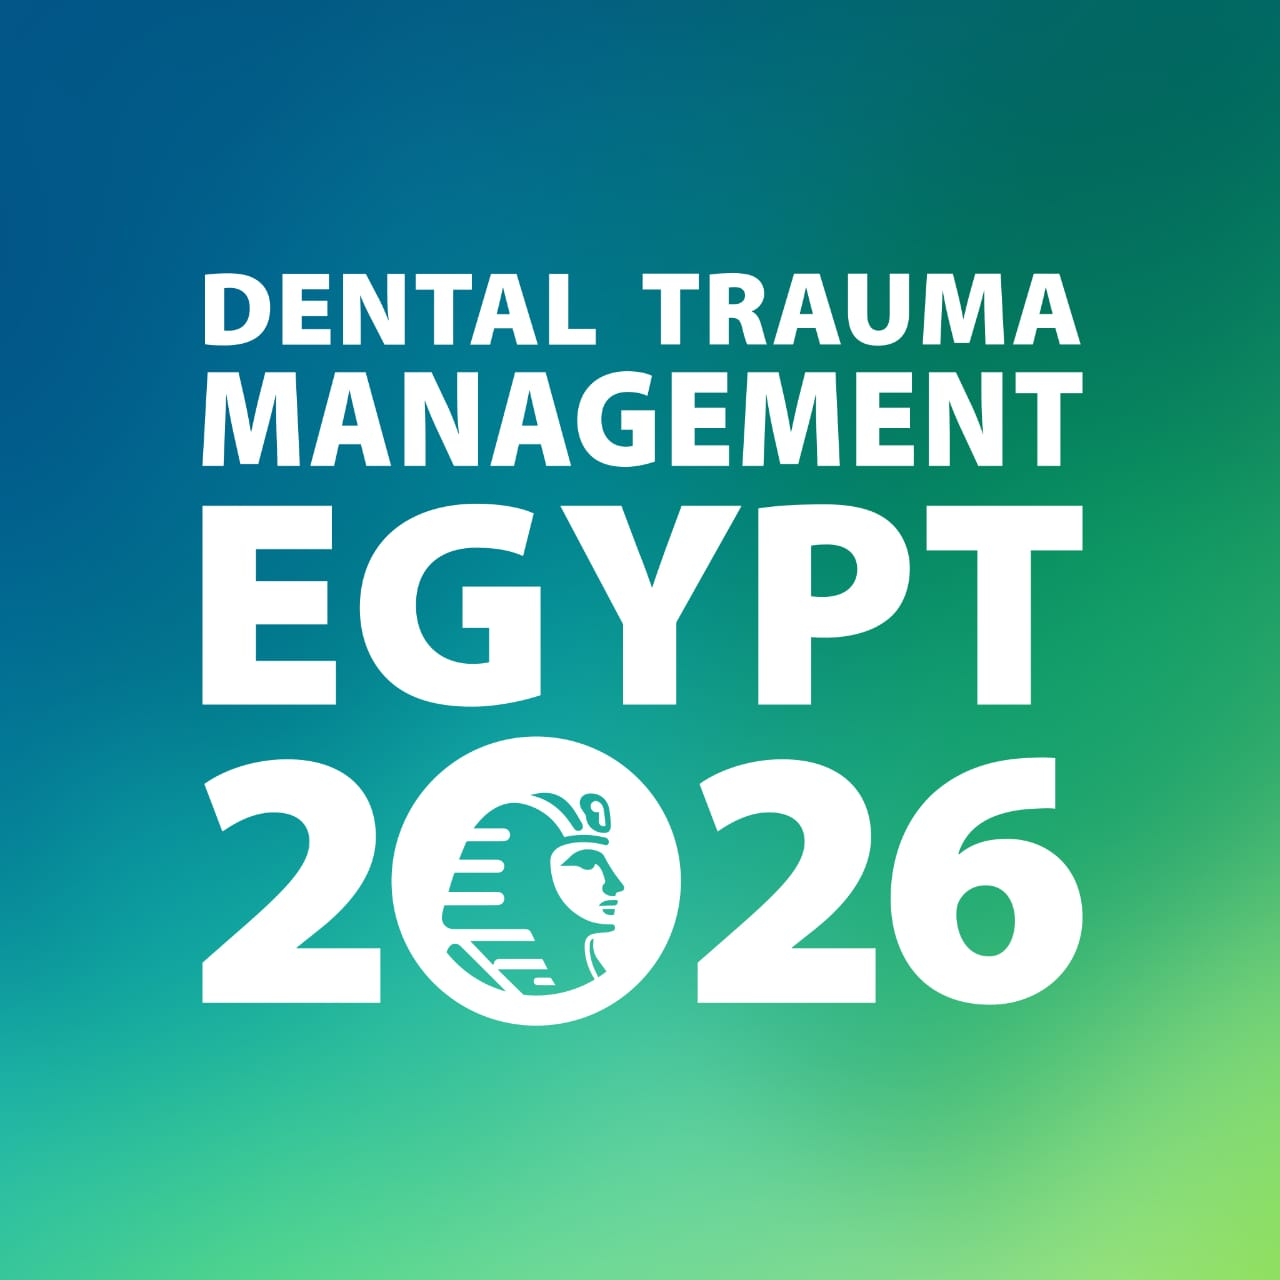 DENTAL TRAUMA
MANAGEMENT
EGYPT
2026